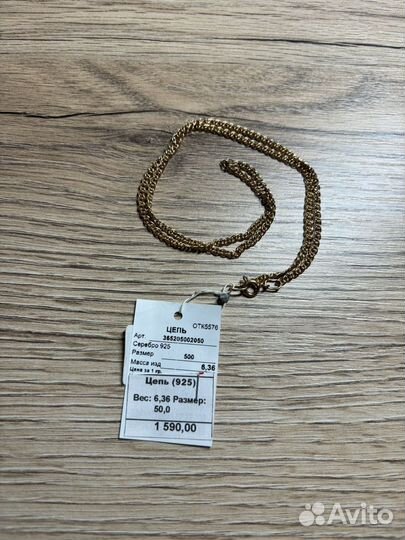 ЦЕПЬ
ОТК5576
Арт. 365205002050
Серебро 925
Размер 500
Масса изд. 6,36
Цена за 1 гр.
Цепь (925)
Вес: 6,36 Размер:
50,0
1 590,00
Avito